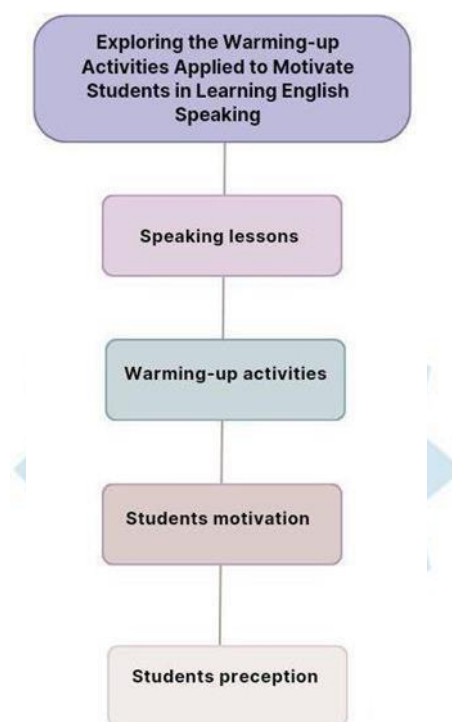 Exploring the Warming-up
Activities Applied to Motivate
Students in Learning English
Speaking
Speaking lessons
Warming-up activities
Students motivation
Students preception